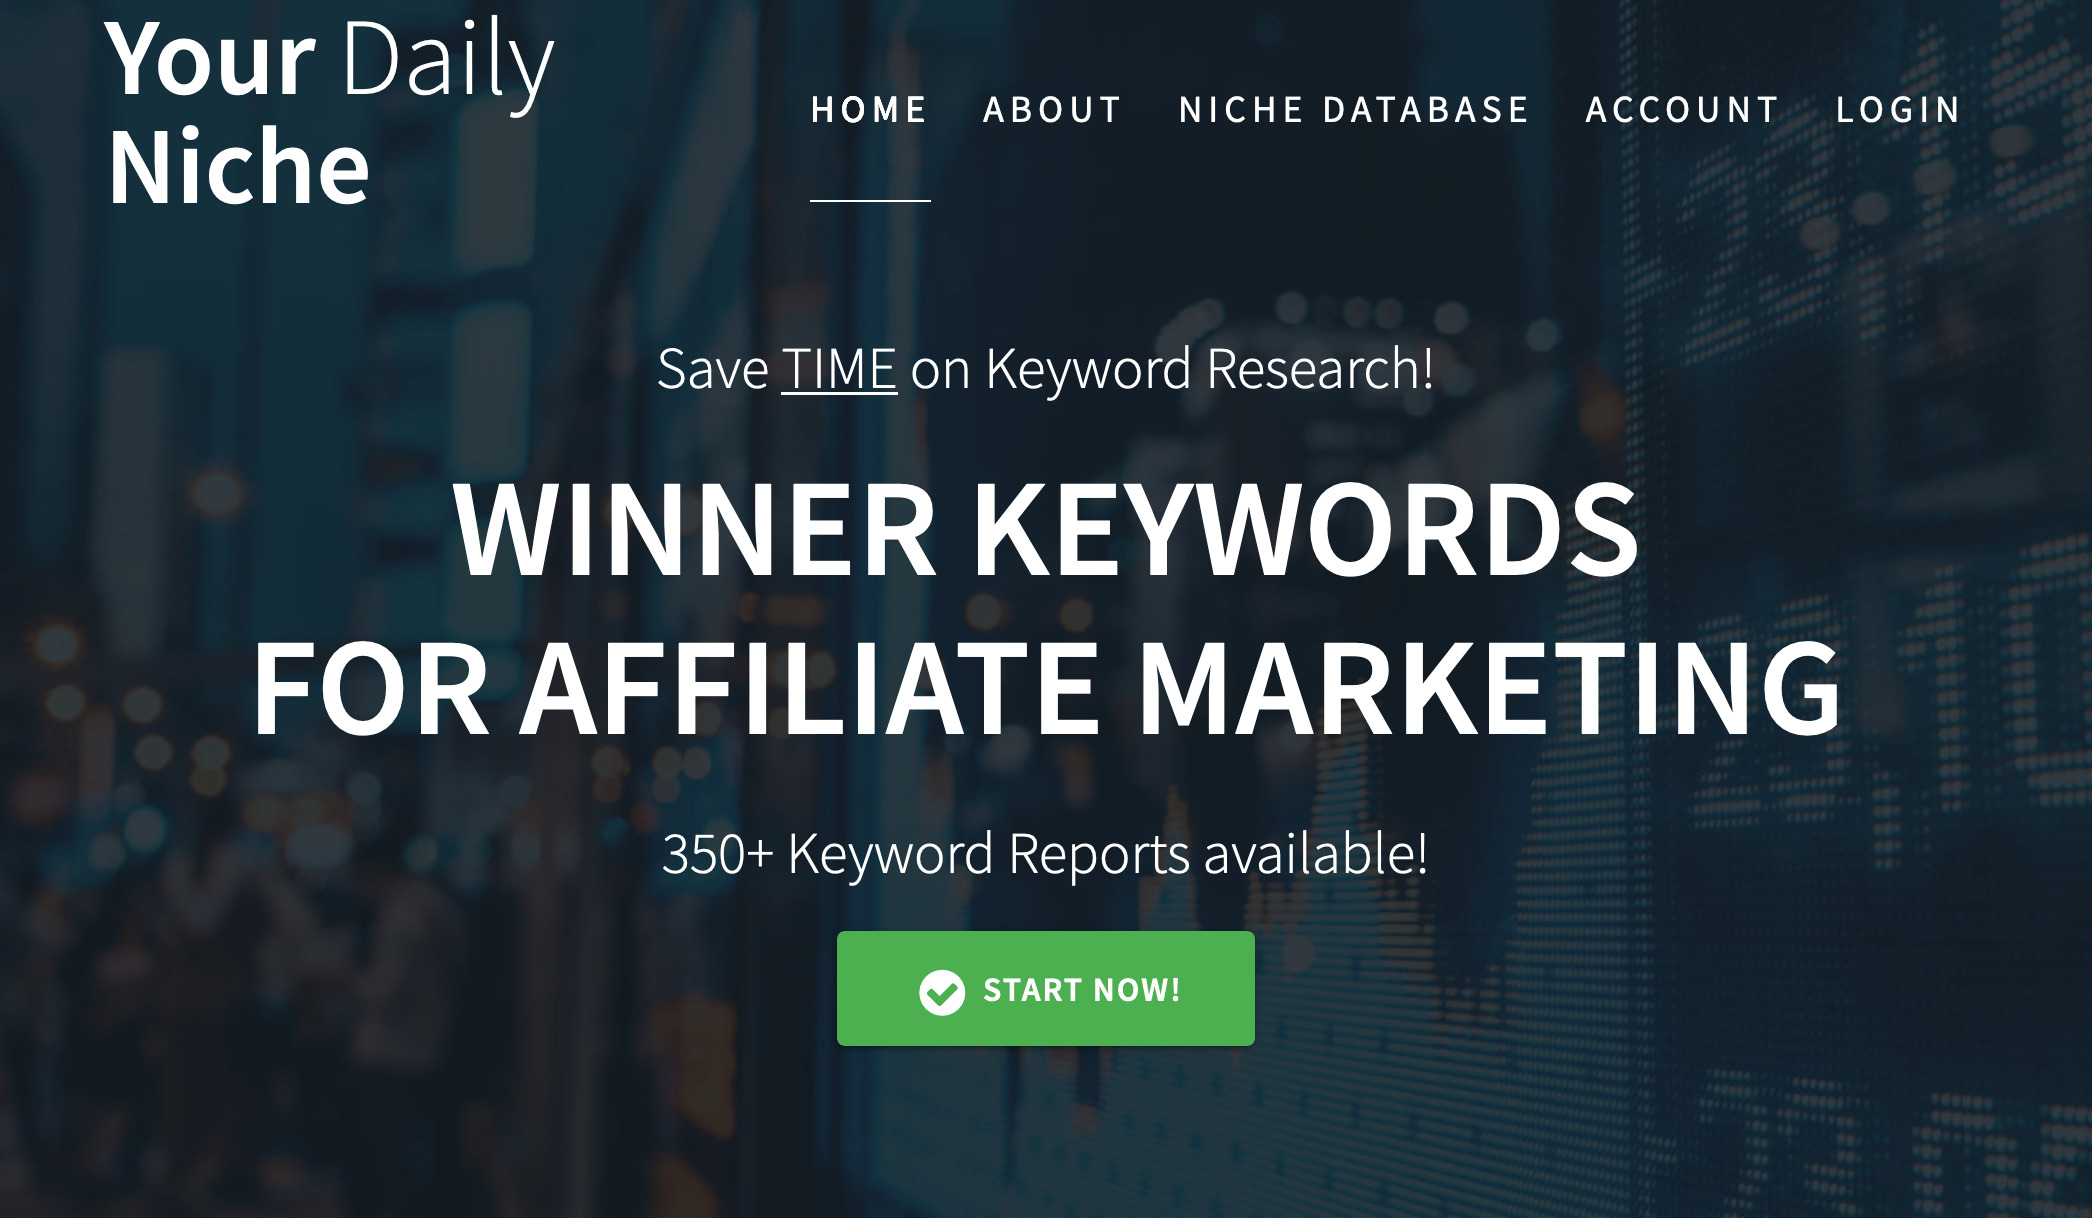 Your Daily
Niche
HOME ABOUT NICHE DATABASE ACCOUNT LOGIN
Save TIME on Keyword Research!
WINNER KEYWORDS
FOR AFFILIATE MARKETING
350+ Keyword Reports available!
START NOW!